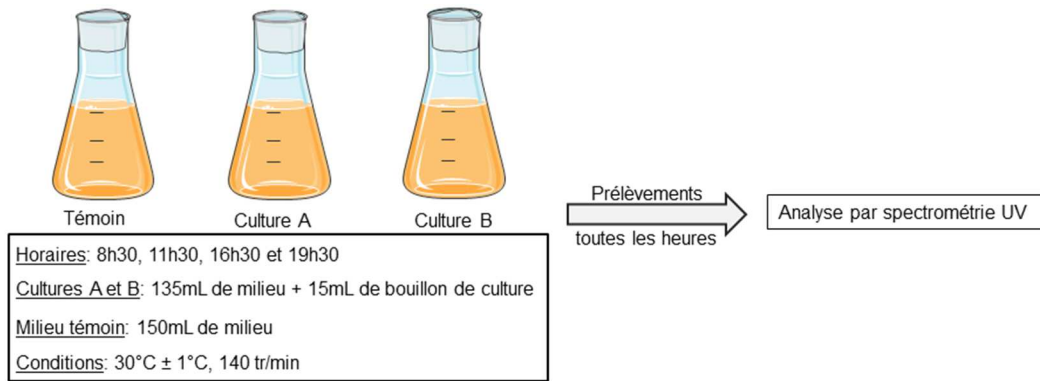 Témoin
Culture A
Culture B
Prélèvements
toutes les heures
Analyse par spectrométrie UV
Horaires: 8h30, 11h30, 16h30 et 19h30
Cultures A et B: 135mL de milieu + 15mL de bouillon de culture
Milieu témoin: 150mL de milieu
Conditions: 30°C ± 1°C, 140 tr/min